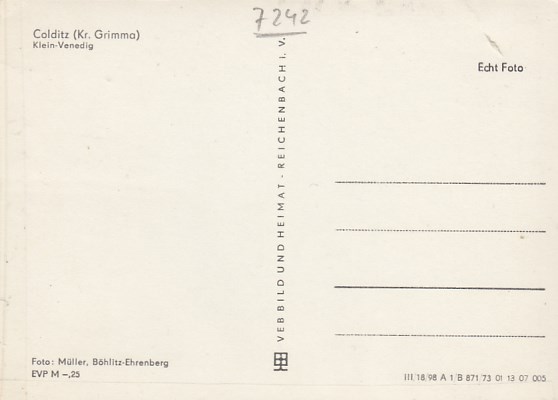 7242
Colditz (Kr. Grimma)
Klein-Venedig
Echt Foto
VEB BILD UND HEIMAT - REICHENBACH I. V.
Foto: Müller, Böhlitz-Ehrenberg
EVP M -,25
III 18 98 A 1 B 871 73 01 13 07 005